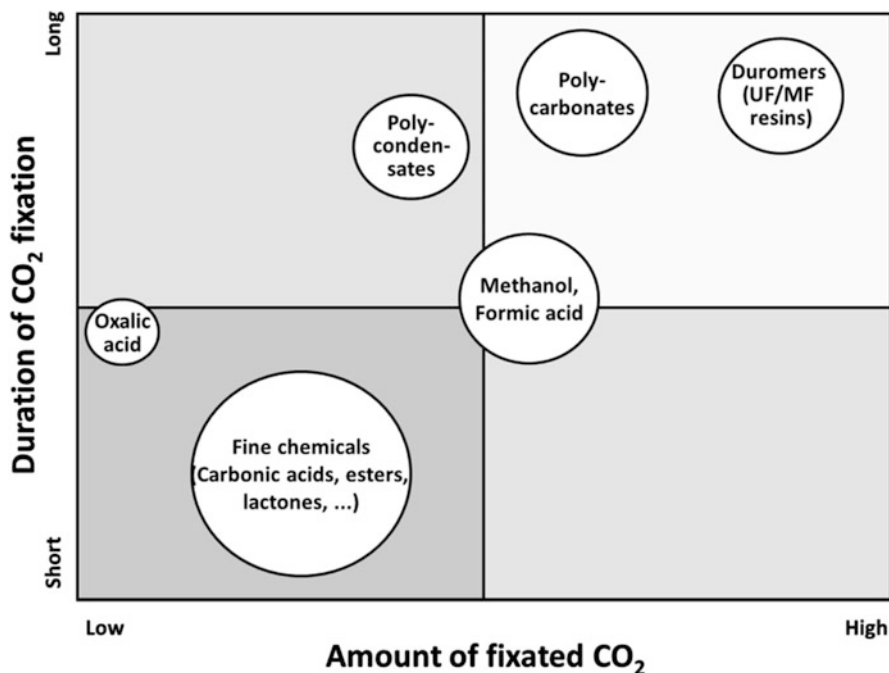 Long
Duration of CO₂ fixation
Short
Poly-
carbonates
Duromers
(UF/MF
resins)
Poly-
conden-
sates
Methanol,
Formic acid
Oxalic
acid
Fine chemicals
(Carbonic acids, esters,
lactones, ...)
Low
High
Amount of fixated CO₂